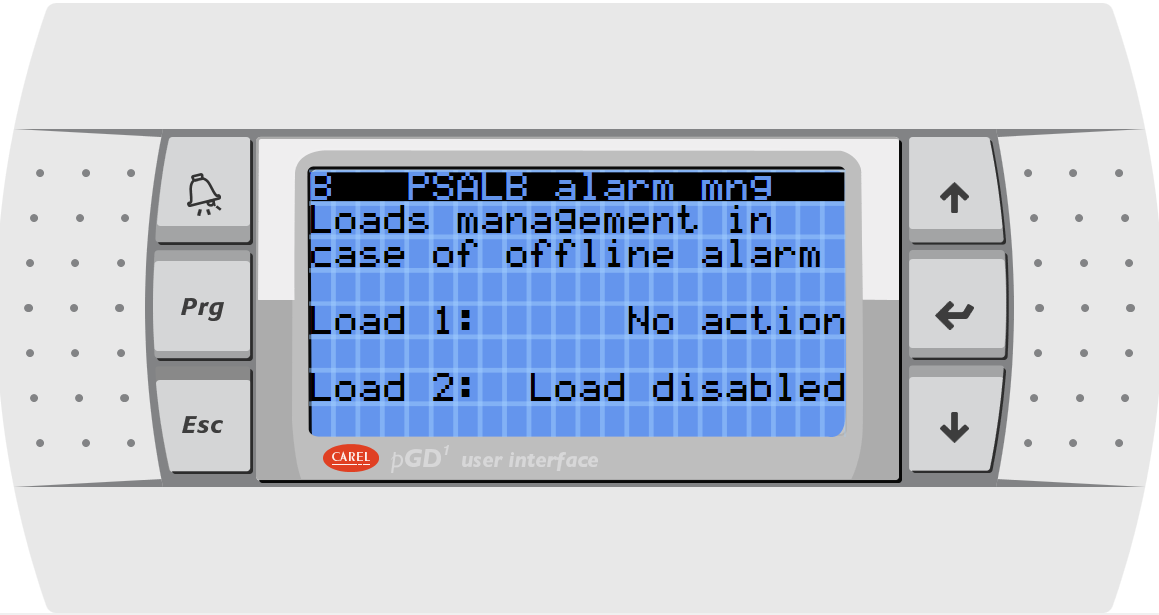 B PSALB alarm mng
Loads management in
case of offline alarm
Load 1: No action
Load 2: Load disabled
Prg
Esc
CAREL pGD1 user interface